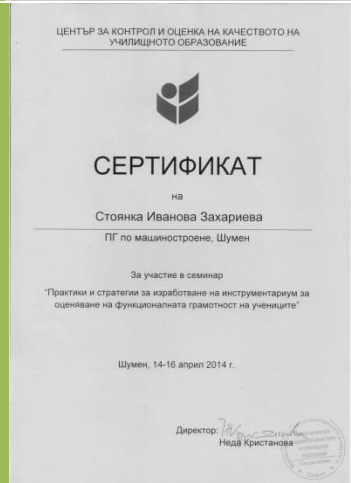 ЦЕНТЪР ЗА КОНТРОЛ И ОЦЕНКА НА КАЧЕСТВОТО НА
УЧИЛИЩНОТО ОБРАЗОВАНИЕ
СЕРТИФИКАТ
на
Стоянка Иванова Захариева
ПГ по машиностроене, Шумен
За участие в семинар
"Практики и стратегии за изработване на инструментариум за
оценяване на функционалната грамотност на учениците"
Шумен, 14-16 април 2014 г.
Директор:
Неда Кристанова